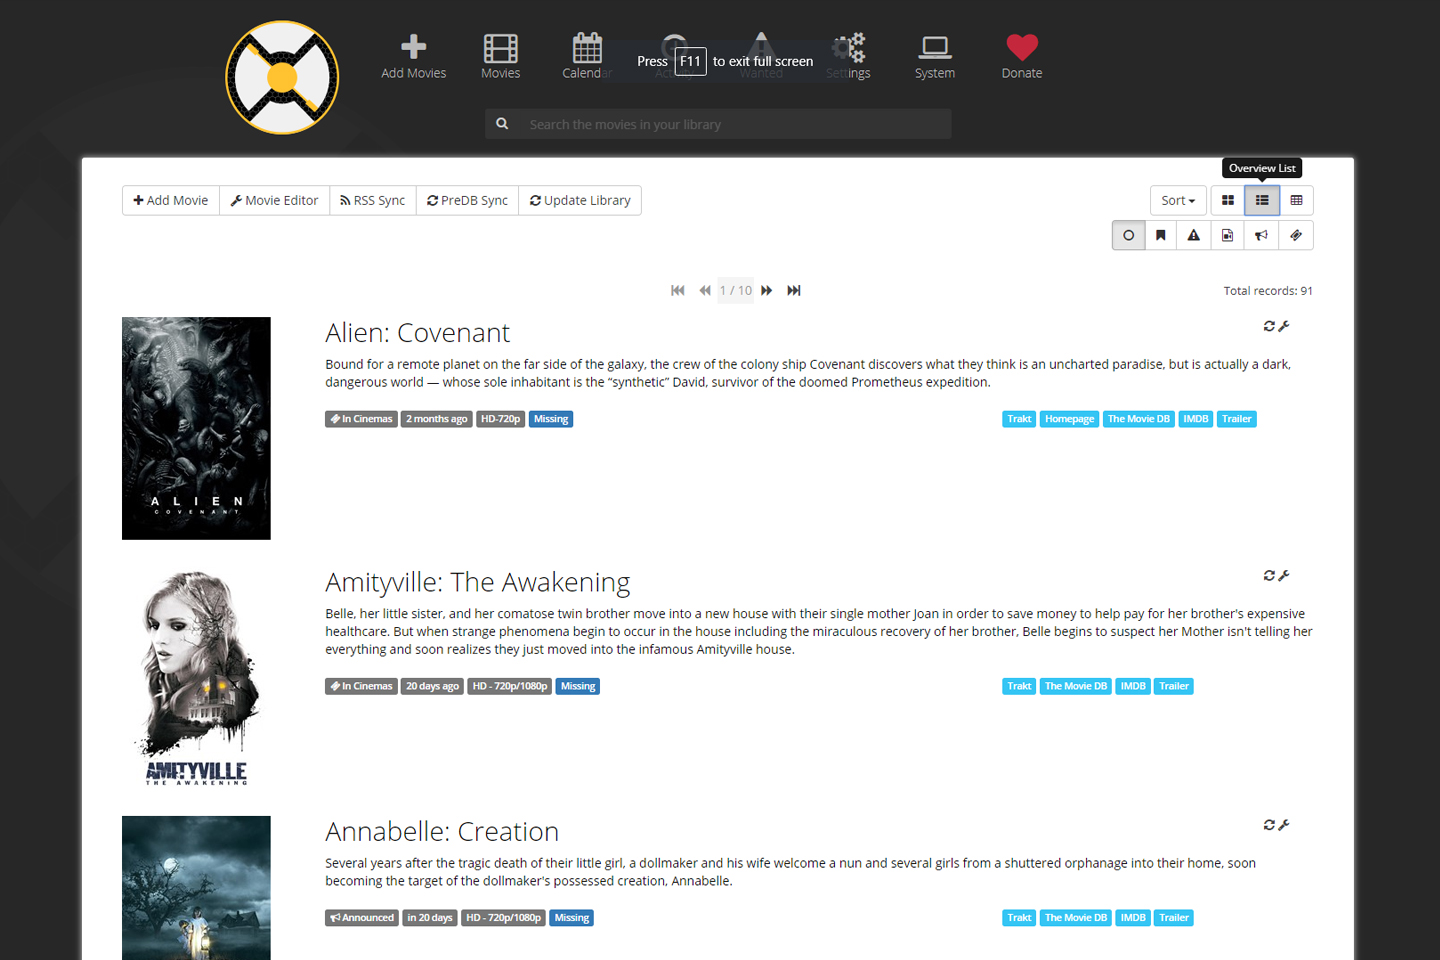 Add Movies
Movies
Calendar
Activity
Wanted
Settings
System
Donate
Press F11 to exit full screen
Search the movies in your library
Overview List
Add Movie
Movie Editor
RSS Sync
PreDB Sync
Update Library
Sort
1 / 10
Total records: 91
ALIEN
COVENANT
Alien: Covenant
Bound for a remote planet on the far side of the galaxy, the crew of the colony ship Covenant discovers what they think is an uncharted paradise, but is actually a dark,
dangerous world — whose sole inhabitant is the “synthetic” David, survivor of the doomed Prometheus expedition.
In Cinemas 2 months ago HD-720p Missing
Trakt Homepage The Movie DB IMDB Trailer
AMITYVILLE
THE AWAKENING
Amityville: The Awakening
Belle, her little sister, and her comatose twin brother move into a new house with their single mother Joan in order to save money to help pay for her brother's expensive
healthcare. But when strange phenomena begin to occur in the house including the miraculous recovery of her brother, Belle begins to suspect her Mother isn't telling her
everything and soon realizes they just moved into the infamous Amityville house.
In Cinemas 20 days ago HD - 720p/1080p Missing
Trakt The Movie DB IMDB Trailer
Annabelle: Creation
Several years after the tragic death of their little girl, a dollmaker and his wife welcome a nun and several girls from a shuttered orphanage into their home, soon
becoming the target of the dollmaker's possessed creation, Annabelle.
Announced in 20 days HD - 720p/1080p Missing
Trakt The Movie DB IMDB Trailer